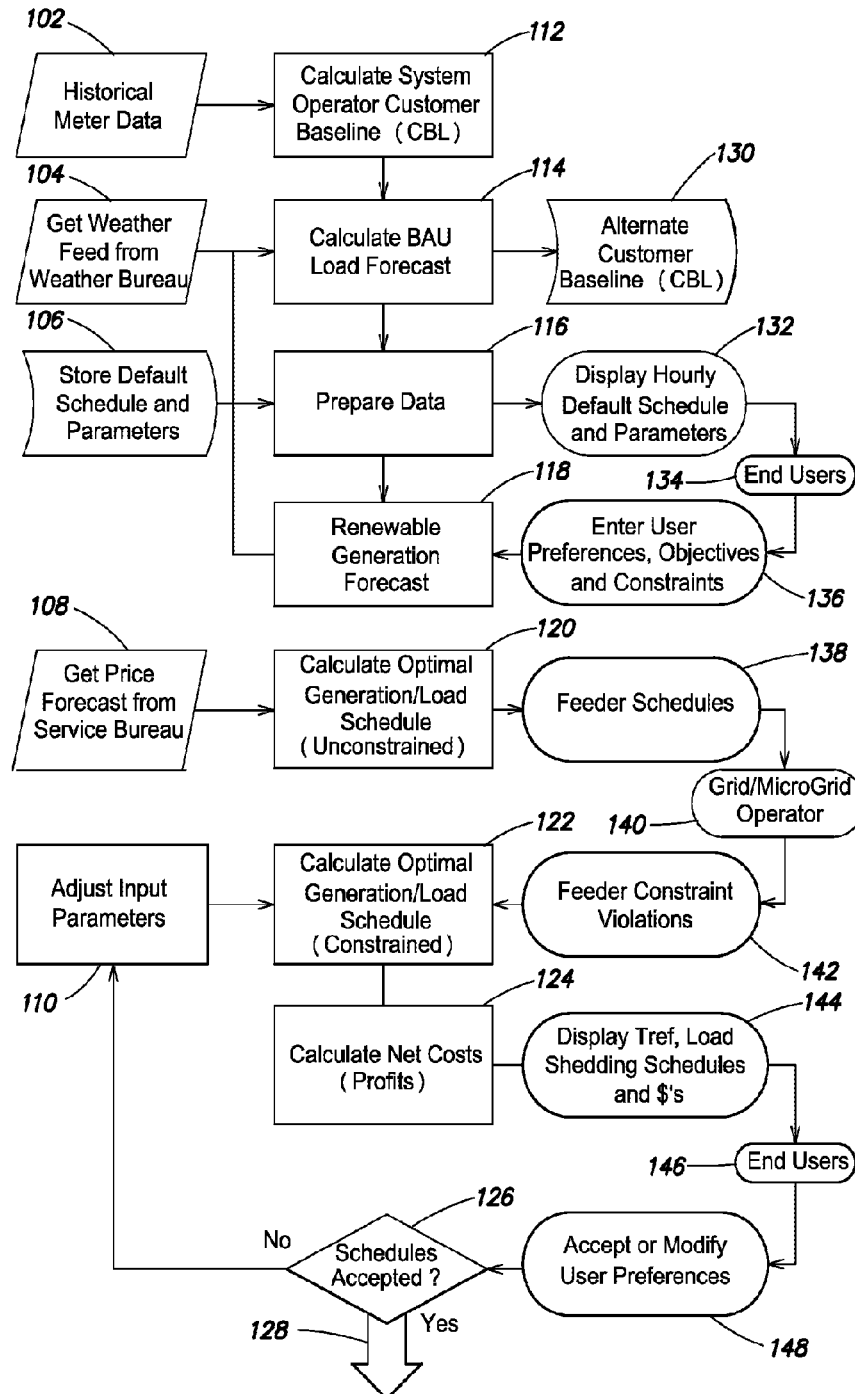 102
112
Historical
Meter Data
Calculate System
Operator Customer
Baseline (CBL)
104
114
130
Get Weather
Feed from
Weather Bureau
Calculate BAU
Load Forecast
Alternate
Customer
Baseline (CBL)
106
116
132
Store Default
Schedule and
Parameters
Prepare Data
Display Hourly
Default Schedule
and Parameters
118
134
End Users
Renewable
Generation
Forecast
Enter User
Preferences, Objectives
and Constraints
136
108
120
138
Get Price
Forecast from
Service Bureau
Calculate Optimal
Generation/Load
Schedule
(Unconstrained)
Feeder Schedules
Grid/MicroGrid
Operator
140
122
Adjust Input
Parameters
Calculate Optimal
Generation/Load
Schedule
(Constrained)
Feeder Constraint
Violations
142
110
124
144
Calculate Net Costs
(Profits)
Display Tref, Load
Shedding Schedules
and $'s
146
End Users
126
No
Schedules
Accepted ?
Accept or Modify
User Preferences
128
Yes
148